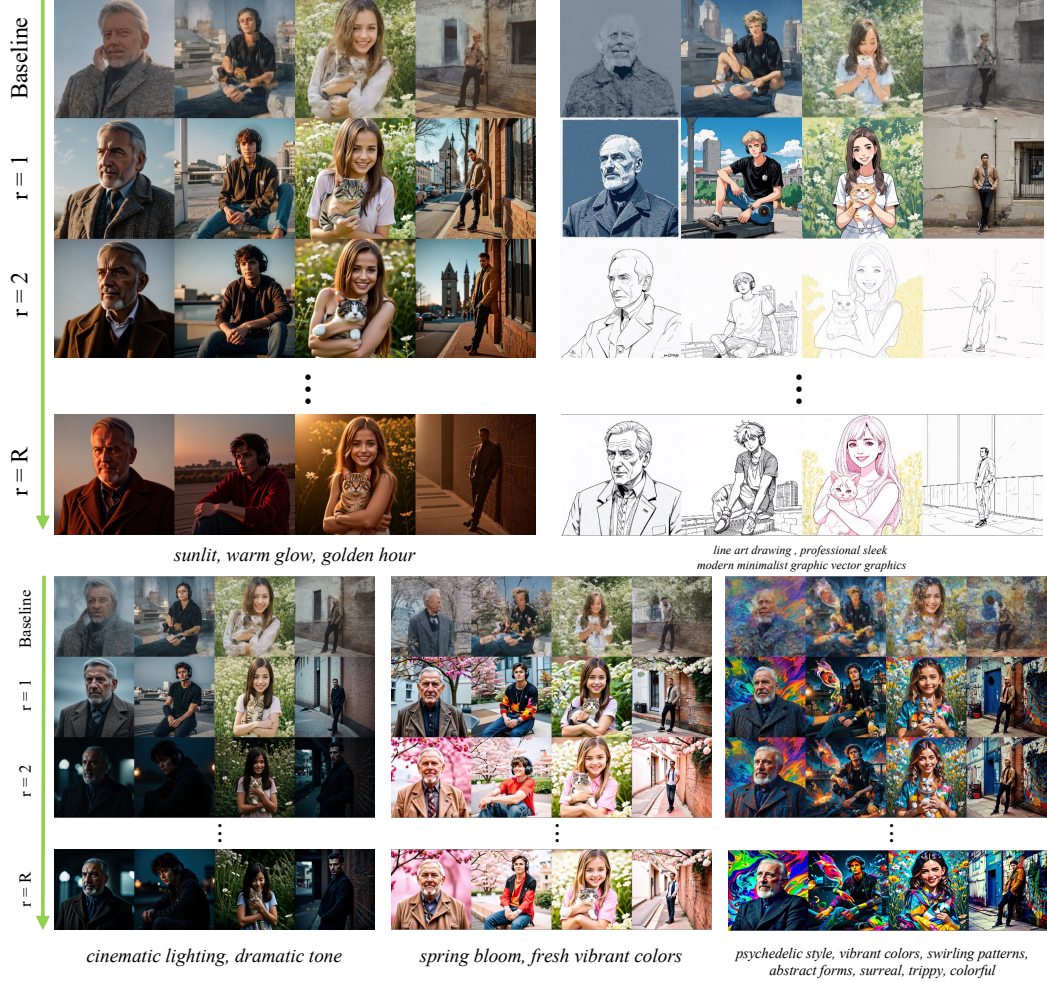 Baseline
r = 1
r = 2
r = R
sunlit, warm glow, golden hour
line art drawing , professional sleek
modern minimalist graphic vector graphics
Baseline
r = 1
r = 2
r = R
cinematic lighting, dramatic tone
spring bloom, fresh vibrant colors
psychedelic style, vibrant colors, swirling patterns,
abstract forms, surreal, trippy, colorful